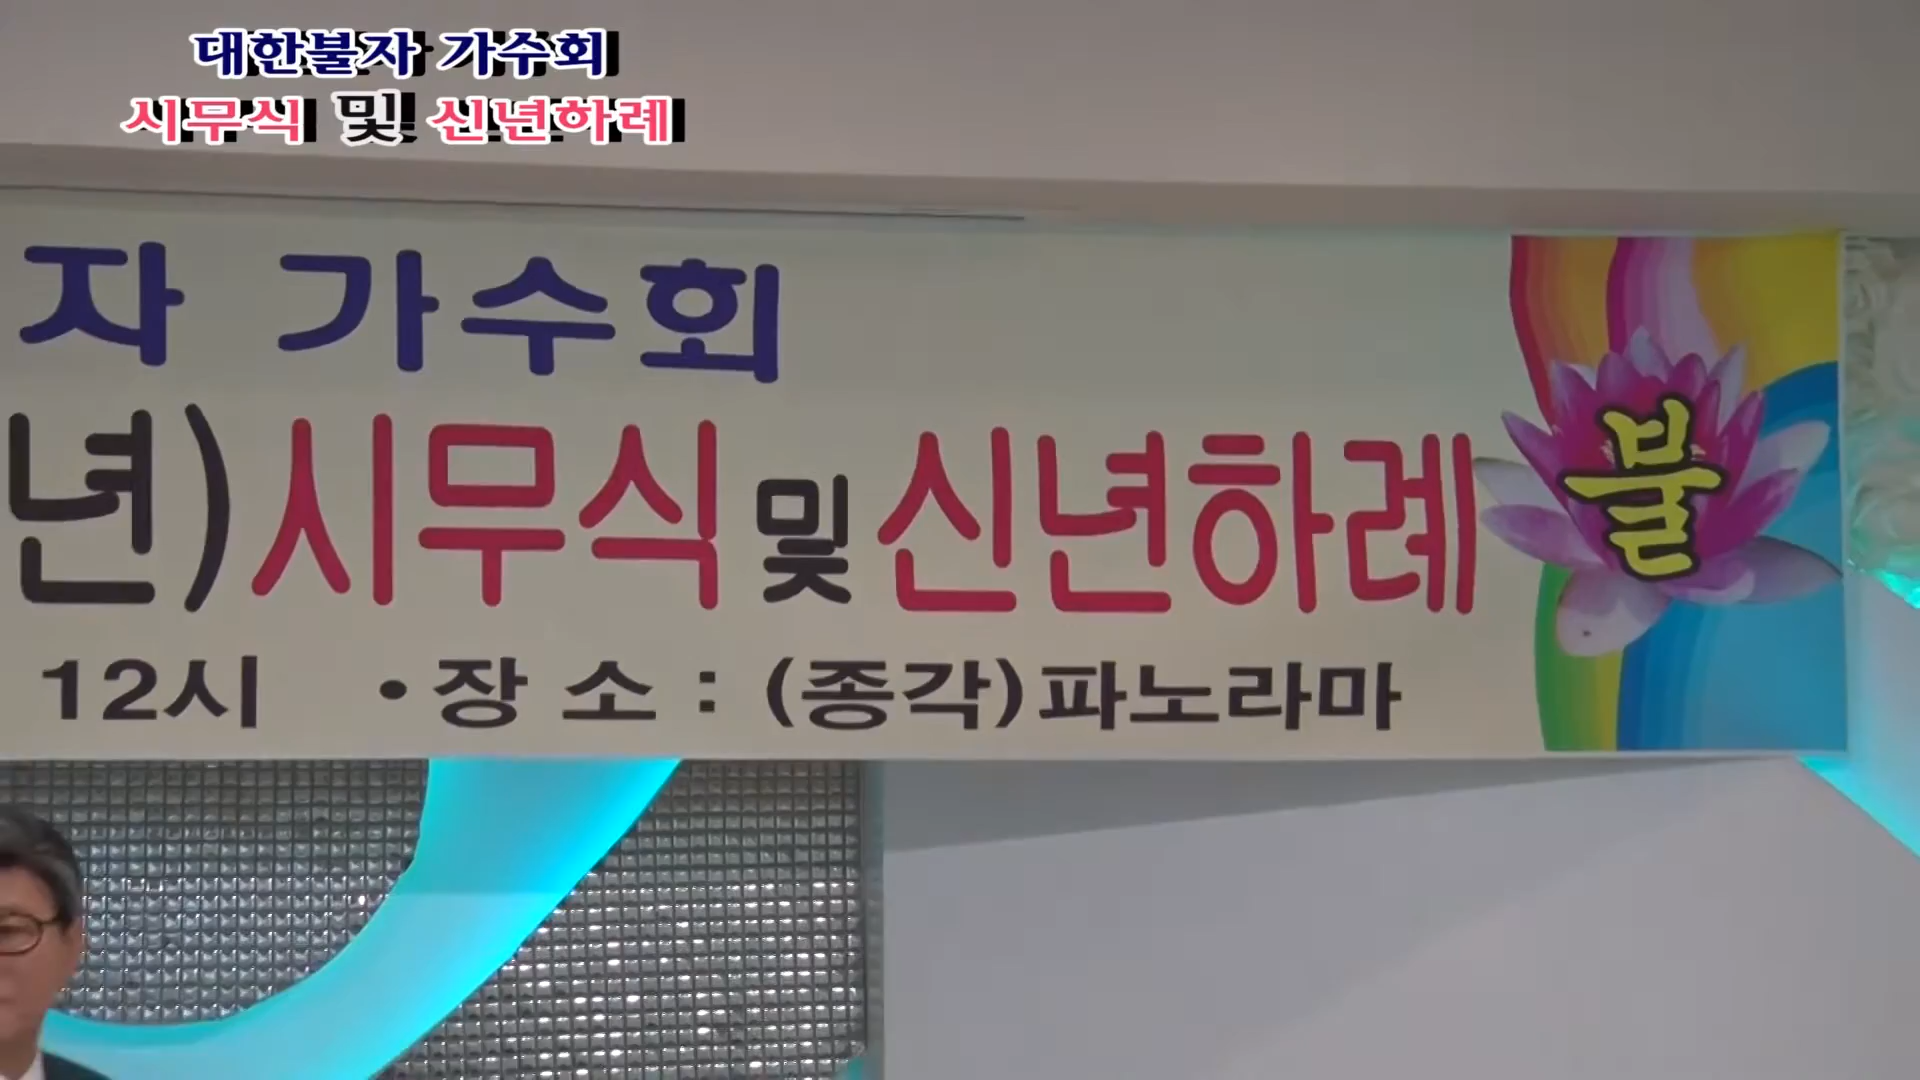 대한불자 가수회
시무식 및 신년하례
자 가수회
년) 시무식 및 신년하례
불
12시 • 장 소 : (종각)파노라마